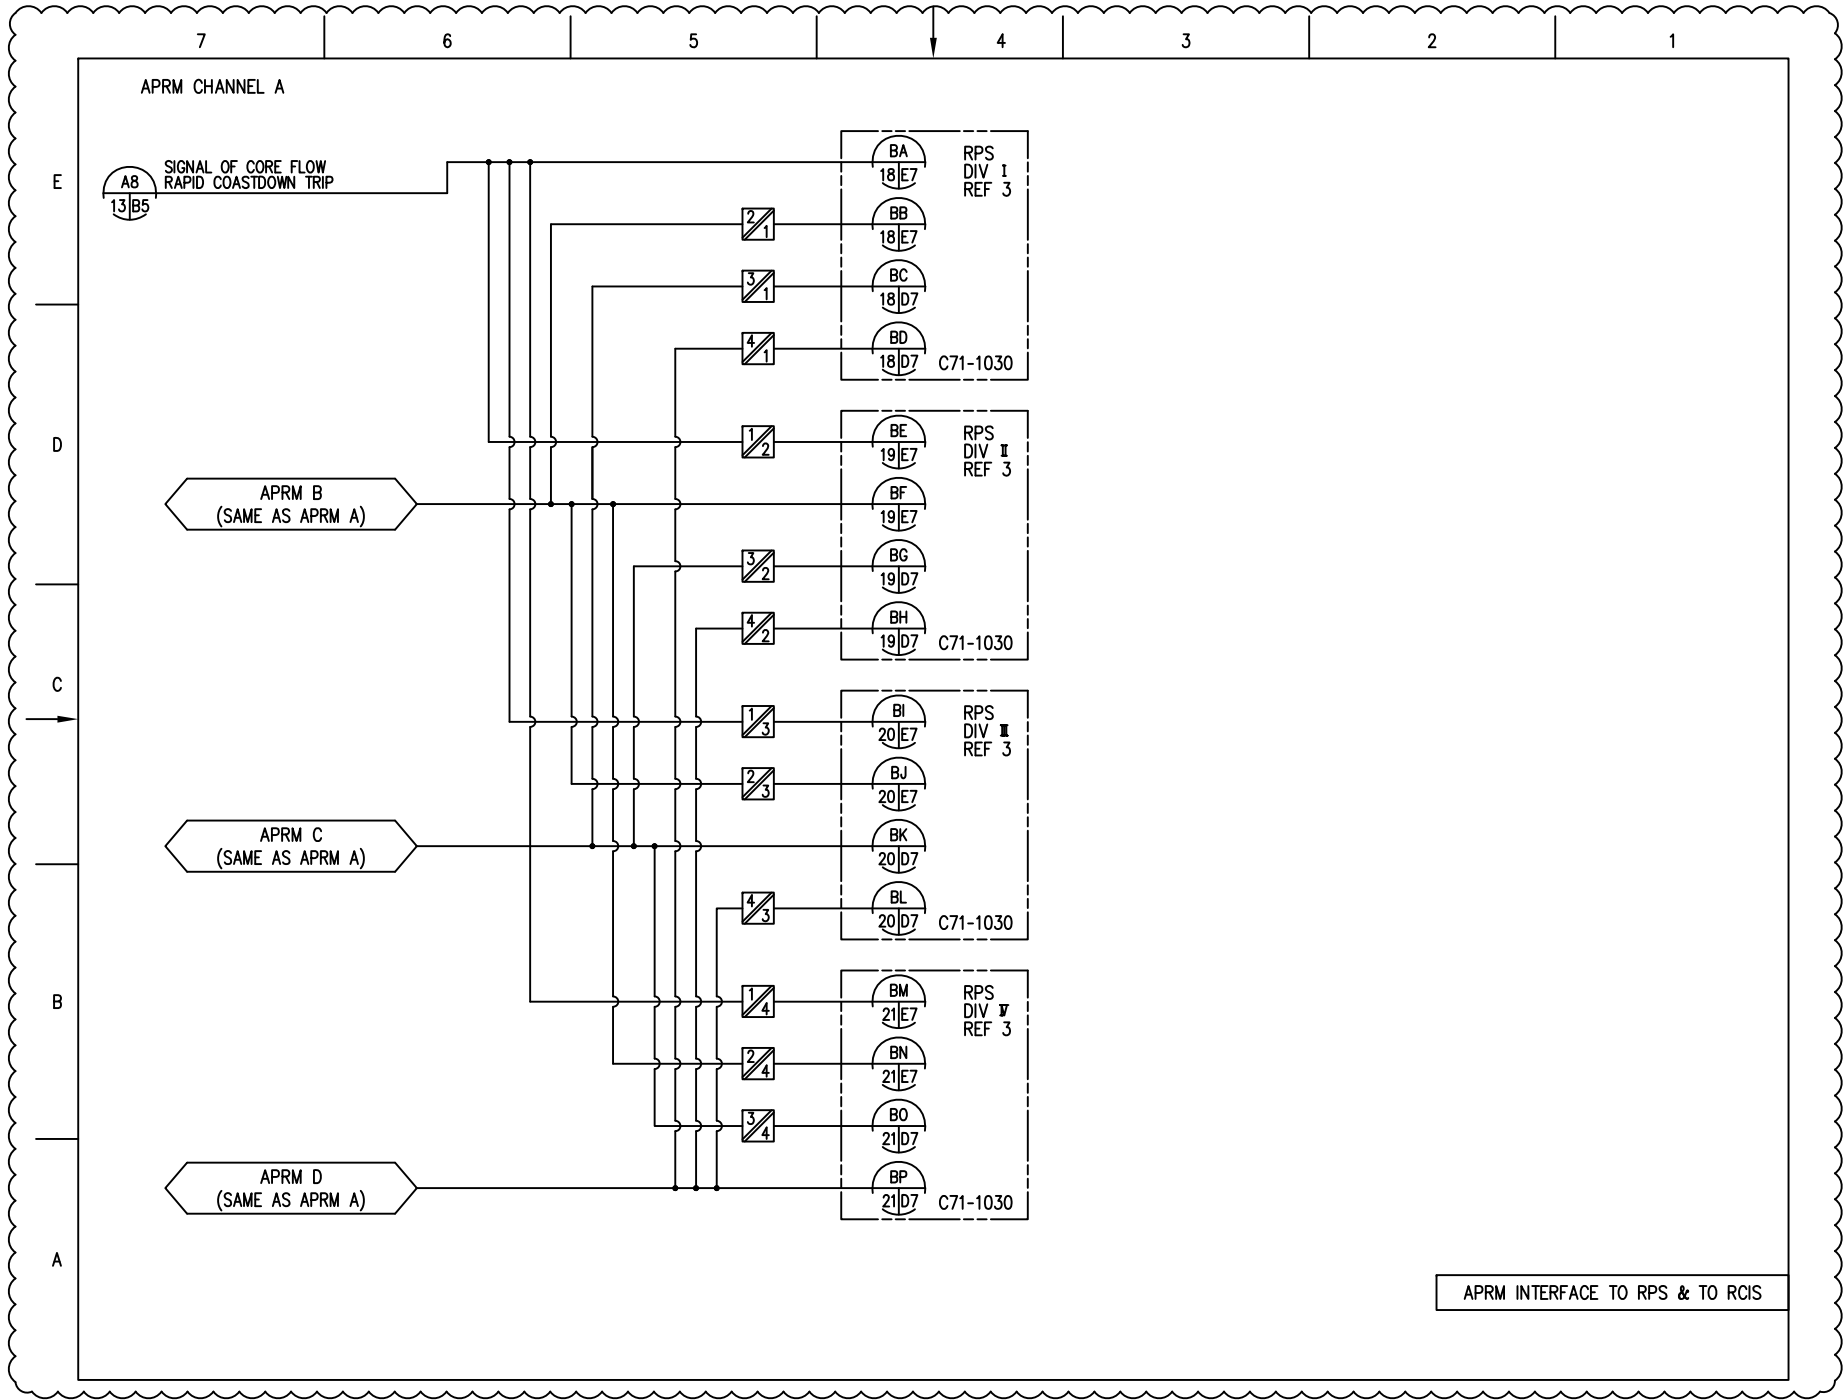 7 6 5 4 3 2 1
APRM CHANNEL A
E
D
C
B
A
SIGNAL OF CORE FLOW
RAPID COASTDOWN TRIP
A8
13 B5
BA
18 E7
RPS
DIV I
REF 3
2/1
BB
18 E7
3/1
BC
18 D7
4/1
BD
18 D7
C71-1030
1/2
BE
19 E7
RPS
DIV II
REF 3
APRM B
(SAME AS APRM A)
BF
19 E7
3/2
BG
19 D7
4/2
BH
19 D7
C71-1030
1/3
BI
20 E7
RPS
DIV III
REF 3
2/3
BJ
20 E7
APRM C
(SAME AS APRM A)
BK
20 D7
4/3
BL
20 D7
C71-1030
1/4
BM
21 E7
RPS
DIV IV
REF 3
2/4
BN
21 E7
3/4
BO
21 D7
APRM D
(SAME AS APRM A)
BP
21 D7
C71-1030
APRM INTERFACE TO RPS & TO RCIS